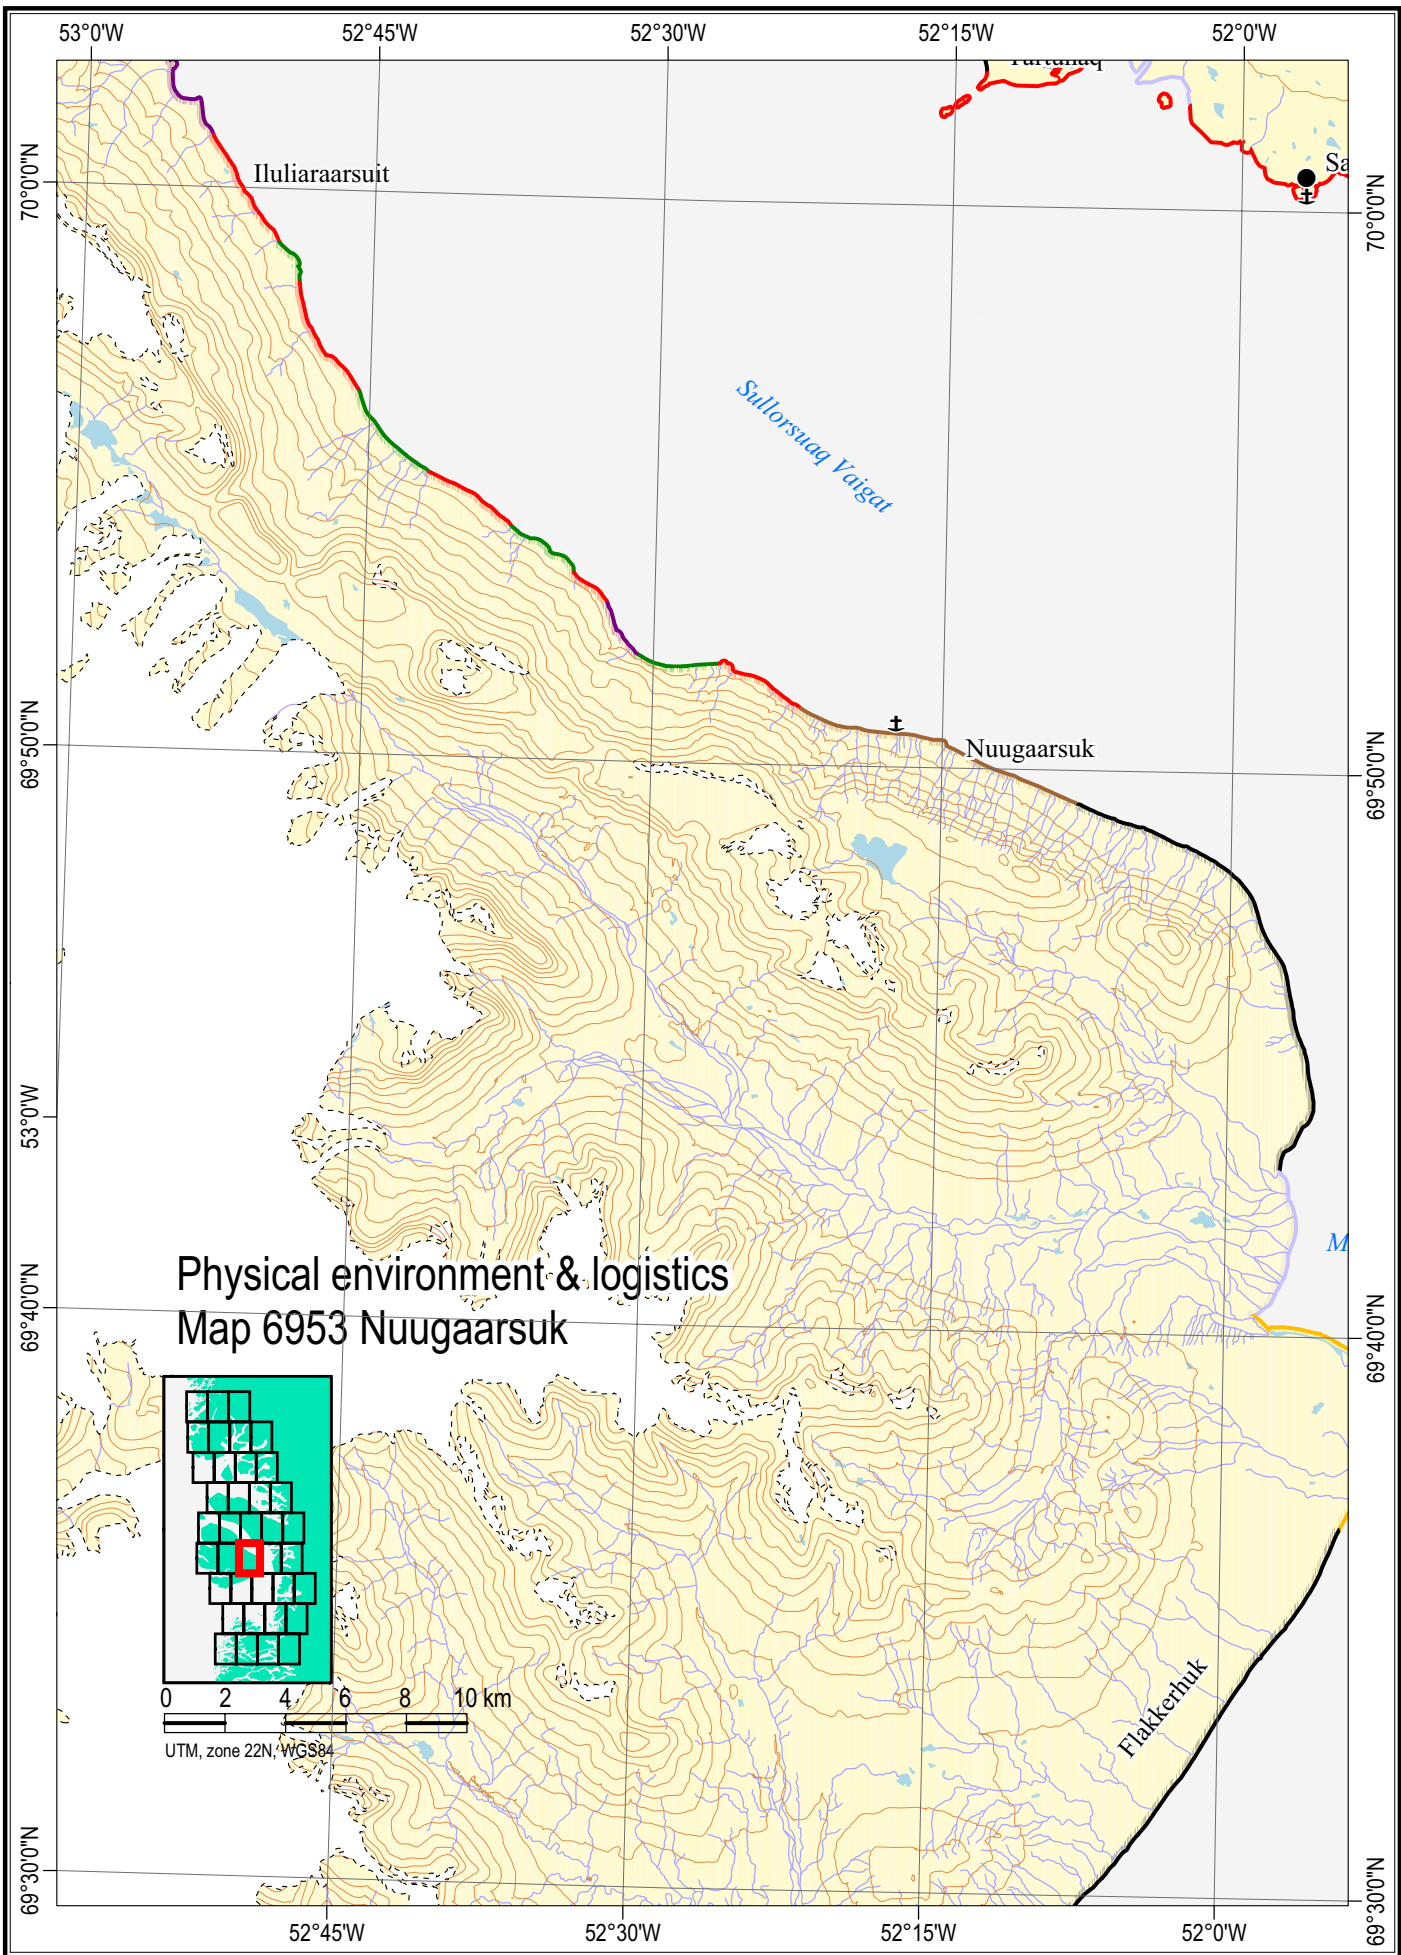 53°0'W 52°45'W 52°30'W 52°15'W 52°0'W
Sa
Iluliaraarsuit
70°0'0"N
70°0'0"N
Sullorsuaq Vaigat
69°50'0"N
Nuugaarsuk
69°50'0"N
53°0'W
M
Physical environment & logistics
Map 6953 Nuugaarsuk
69°40'0"N
69°40'0"N
0 2 4 6 8 10 km
UTM, zone 22N, WGS84
Flakkerhuk
69°30'0"N
69°30'0"N
52°45'W 52°30'W 52°15'W 52°0'W